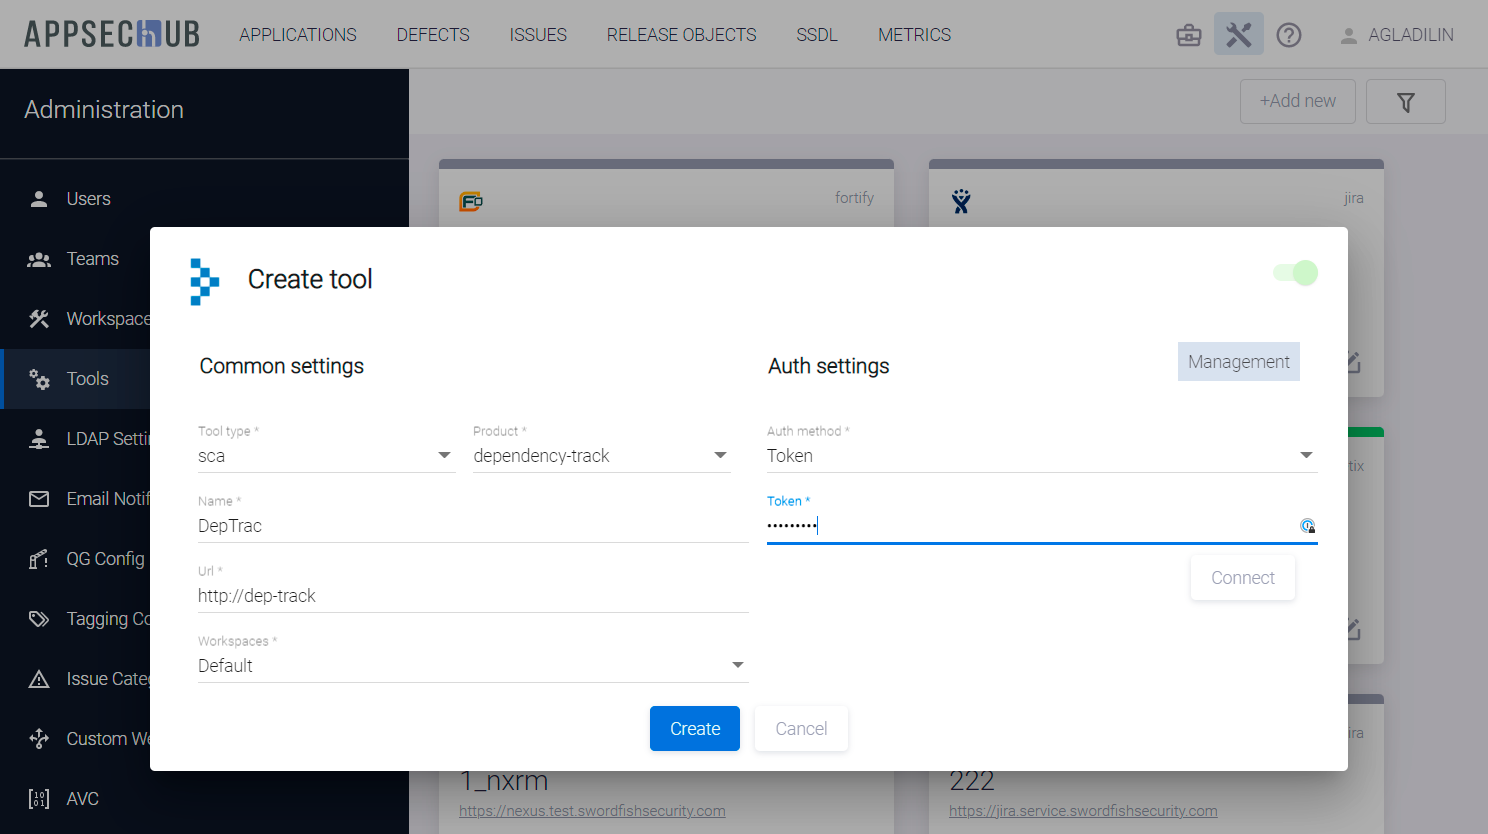 APPSECHUB
APPLICATIONS
DEFECTS
ISSUES
RELEASE OBJECTS
SSDL
METRICS
AGLADILIN
Administration
+Add new
Users
Teams
Workspace
Tools
LDAP Setti
Email Notif
QG Config
Tagging Co
Issue Categ
Custom We
AVC
fortify
jira
Create tool
Common settings
Auth settings
Management
Tool type *
sca
Product *
dependency-track
Auth method *
Token
Name *
DepTrac
Token *
•••••••••
Url *
http://dep-track
Connect
Workspaces *
Default
Create
Cancel
tix
ira
1_nxrm
https://nexus.test.swordfishsecurity.com
222
https://jira.service.swordfishsecurity.com